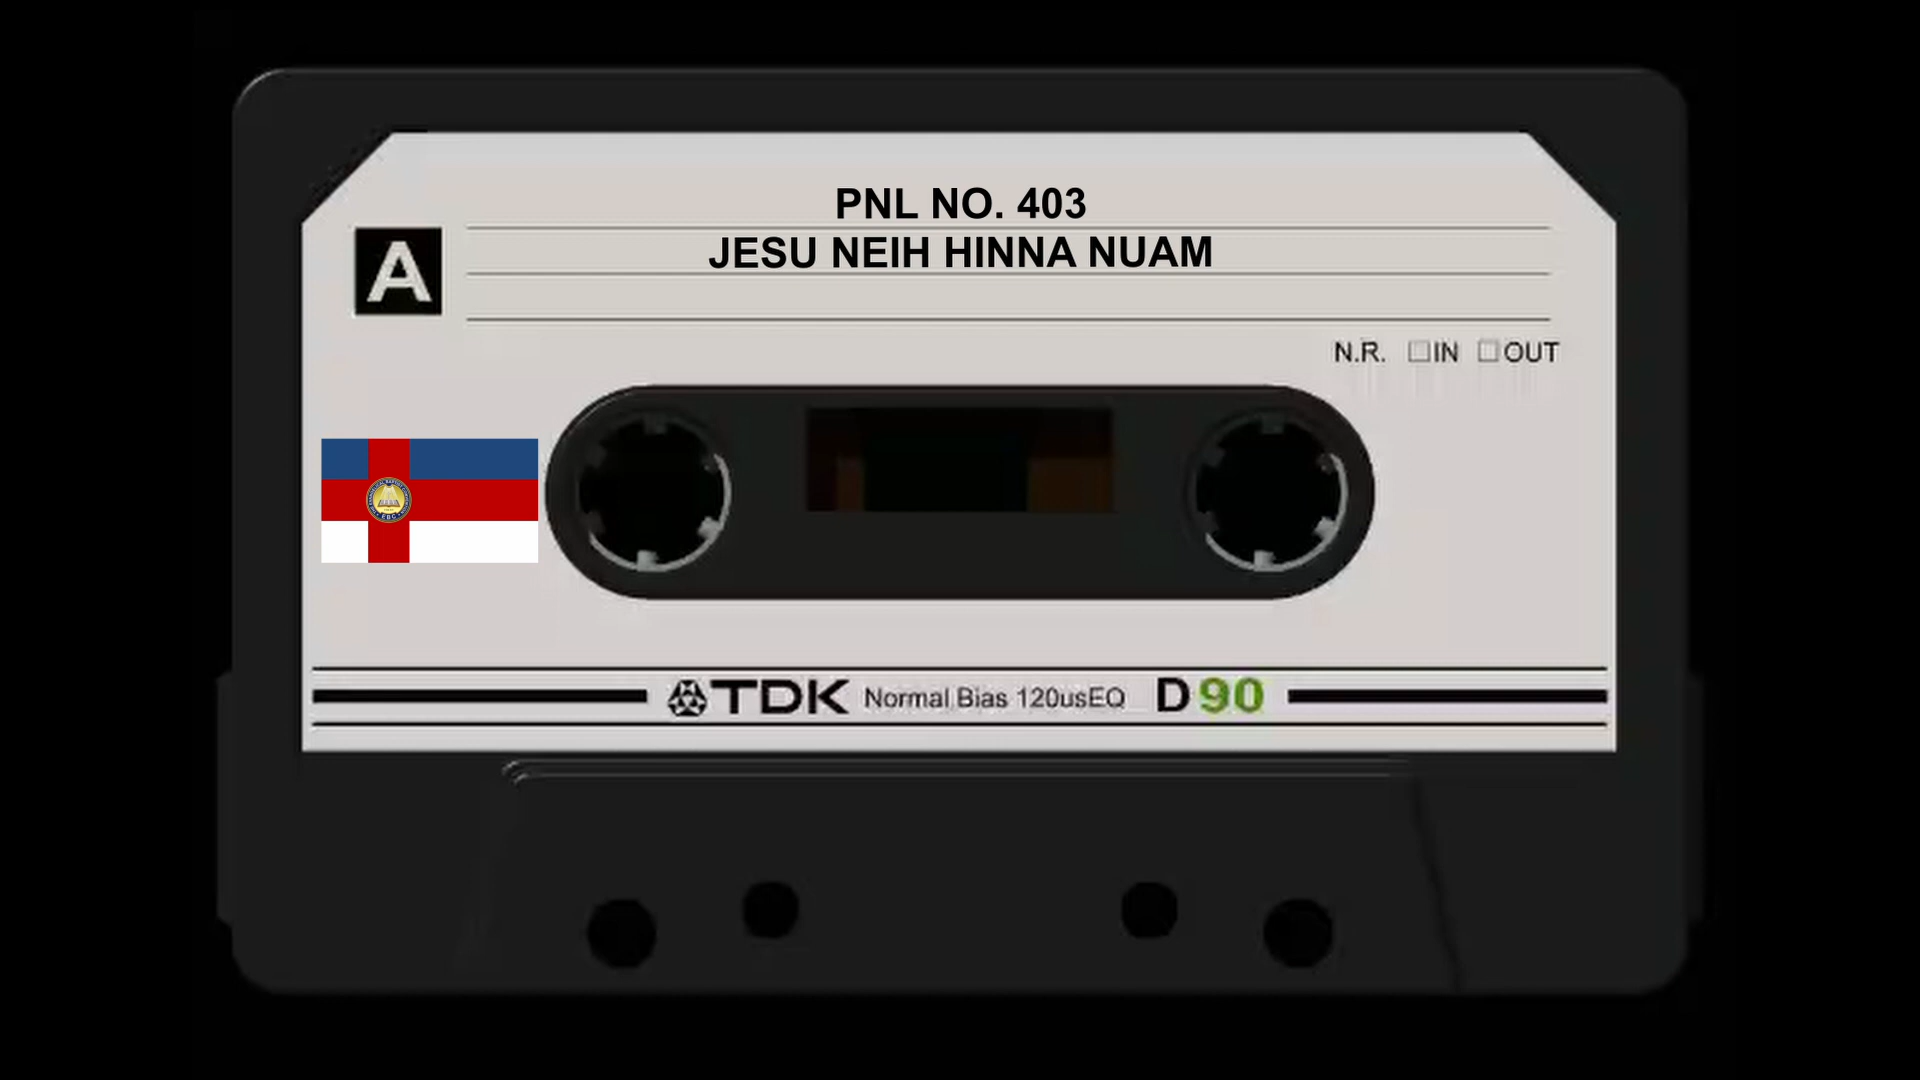 PNL NO. 403
JESU NEIH HINNA NUAM
A
N.R. IN OUT
TDK Normal Bias 120usEQ D90